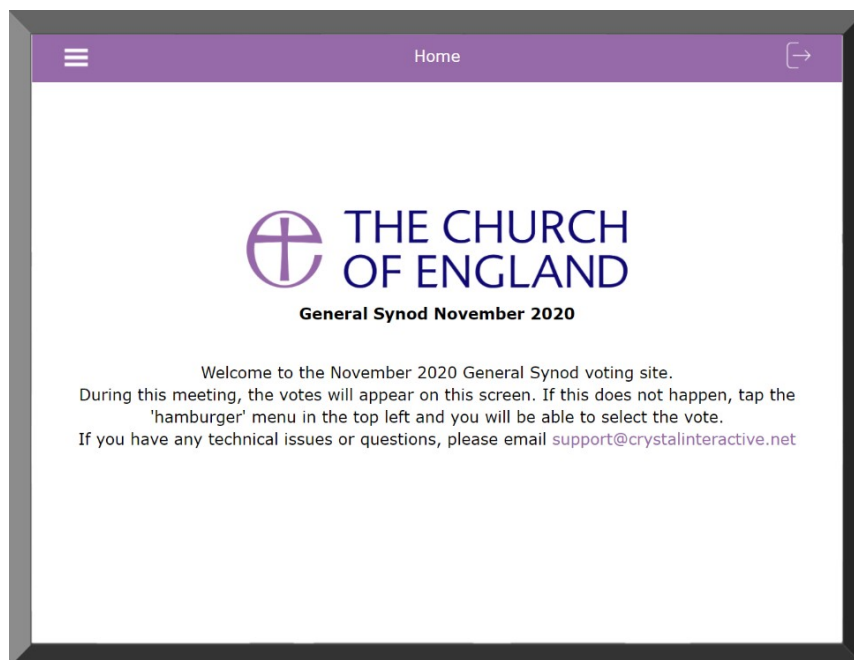 Home
THE CHURCH
OF ENGLAND
General Synod November 2020
Welcome to the November 2020 General Synod voting site.
During this meeting, the votes will appear on this screen. If this does not happen, tap the
'hamburger' menu in the top left and you will be able to select the vote.
If you have any technical issues or questions, please email support@crystalinteractive.net